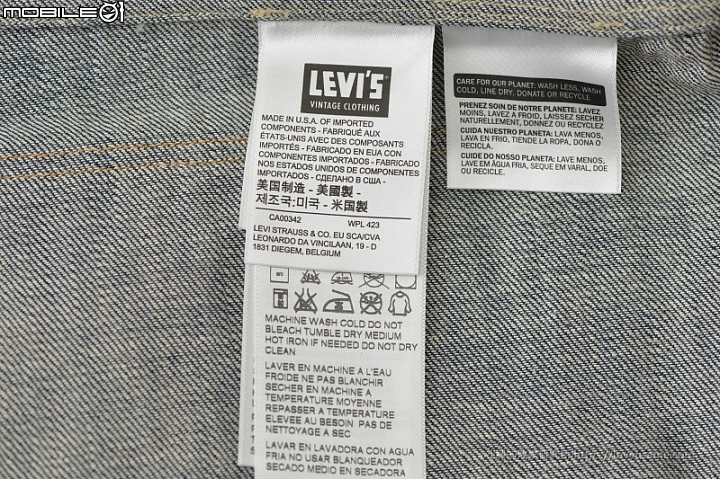 MOBILE01
LEVI'S
VINTAGE CLOTHING
MADE IN U.S.A. OF IMPORTED
COMPONENTS - FABRIQUÉ AUX
ÉTATS-UNIS AVEC DES COMPOSANTS
IMPORTÉS - FABRICADO EN EUA CON
COMPONENTES IMPORTADOS - FABRICADO
NOS ESTADOS UNIDOS DE COMPONENTES
IMPORTADOS - СДЕЛАНО В США -
美国制造 - 美國製 -
제조국:미국 - 米国製
CA00342 WPL 423
LEVI STRAUSS & CO. EU SCA/CVA
LEONARDO DA VINCILAAN, 19 - D
1831 DIEGEM, BELGIUM
MACHINE WASH COLD DO NOT
BLEACH TUMBLE DRY MEDIUM
HOT IRON IF NEEDED DO NOT DRY
CLEAN
LAVER EN MACHINE A L'EAU
FROIDE NE PAS BLANCHIR
SECHER EN MACHINE A
TEMPERATURE MOYENNE
REPASSER A TEMPERATURE
ELEVEE AU BESOIN PAS DE
NETTOYAGE A SEC
LAVAR EN LAVADORA CON AGUA
FRIA NO USAR BLANQUEADOR
SECADO MEDIO EN SECADORA
CARE FOR OUR PLANET: WASH LESS, WASH
COLD, LINE DRY, DONATE OR RECYCLE
PRENEZ SOIN DE NOTRE PLANETE: LAVEZ
MOINS, LAVEZ A FROID, LAISSEZ SECHER
NATURELLEMENT, DONNEZ OU RECYCLEZ
CUIDA NUESTRO PLANETA: LAVA MENOS,
LAVA EN FRIO, TIENDE LA ROPA, DONA O
RECICLA.
CUIDE DO NOSSO PLANETA: LAVE MENOS,
LAVE EM ÁGUA FRIA, SEQUE EM VARAL, DOE
OU RECICLE.